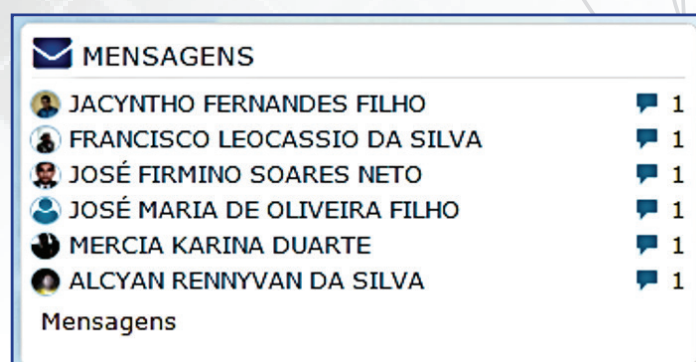 MENSAGENS
JACYNTHO FERNANDES FILHO 1
FRANCISCO LEOCASSIO DA SILVA 1
JOSÉ FIRMINO SOARES NETO 1
JOSÉ MARIA DE OLIVEIRA FILHO 1
MERCIA KARINA DUARTE 1
ALCYAN RENNYVAN DA SILVA 1
Mensagens